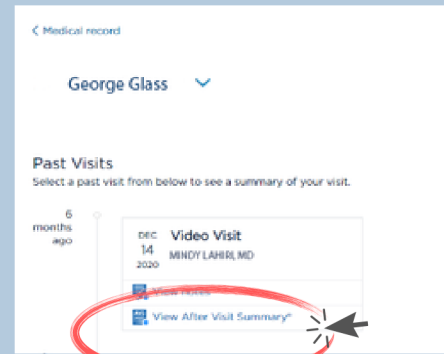 < Medical record
George Glass
Past Visits
Select a past visit from below to see a summary of your visit.
6
months
ago
DEC
14
2020
Video Visit
MINDY LAHIRI, MD
View Notes
View After Visit Summary*